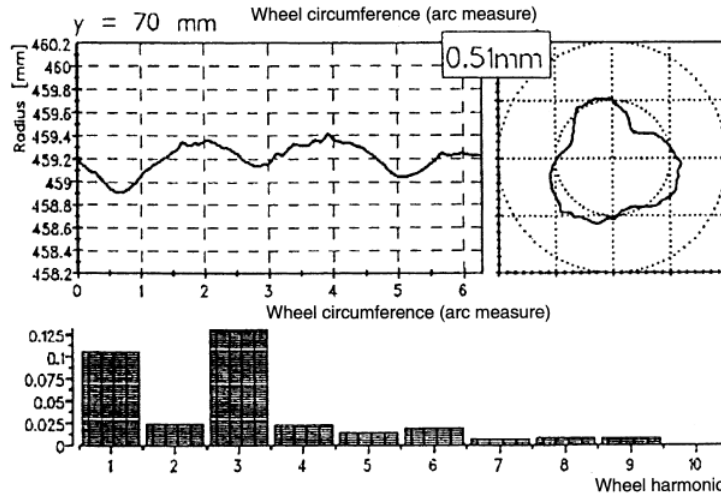 y = 70 mm
Wheel circumference (arc measure)
0.51mm
Radius [mm]
460.2
460
459.8
459.6
459.4
459.2
459
458.8
458.6
458.4
458.2
0 1 2 3 4 5 6
Wheel circumference (arc measure)
0.125
0.1
0.075
0.05
0.025
0
1 2 3 4 5 6 7 8 9 10
Wheel harmonic